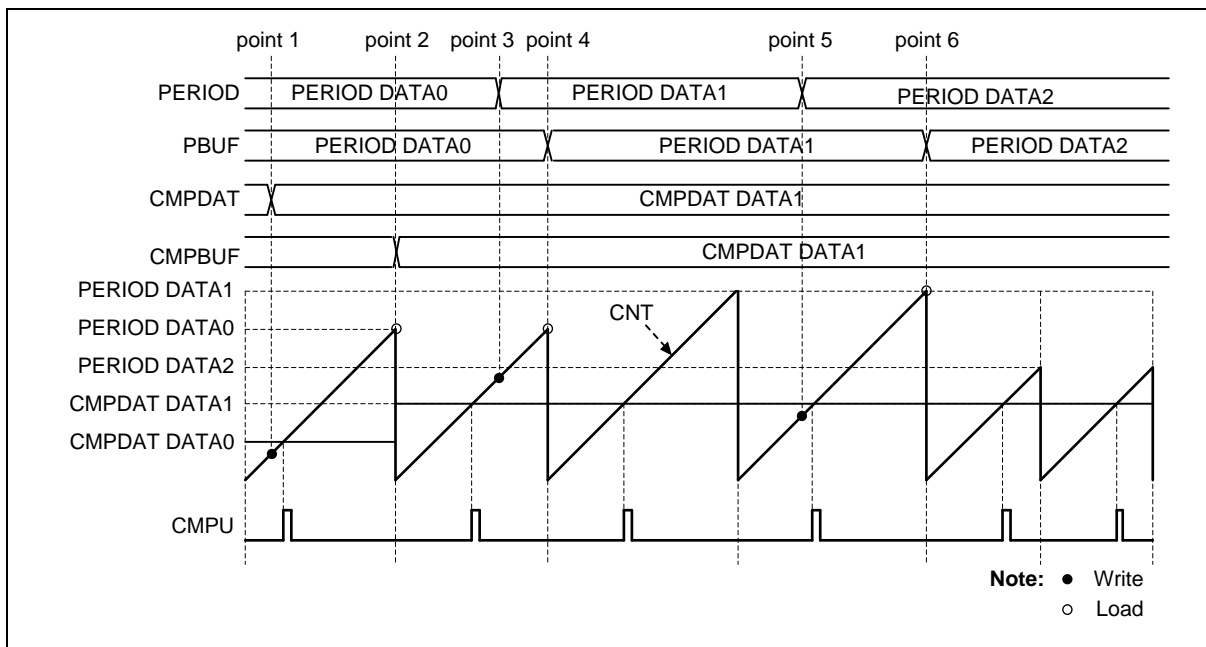 point 1 point 2 point 3 point 4 point 5 point 6
PERIOD PERIOD DATA0 PERIOD DATA1 PERIOD DATA2
PBUF PERIOD DATA0 PERIOD DATA1 PERIOD DATA2
CMPDAT CMPDAT DATA1
CMPBUF CMPDAT DATA1
PERIOD DATA1
PERIOD DATA0
CNT
PERIOD DATA2
CMPDAT DATA1
CMPDAT DATA0
CMPU
Note: ● Write
○ Load